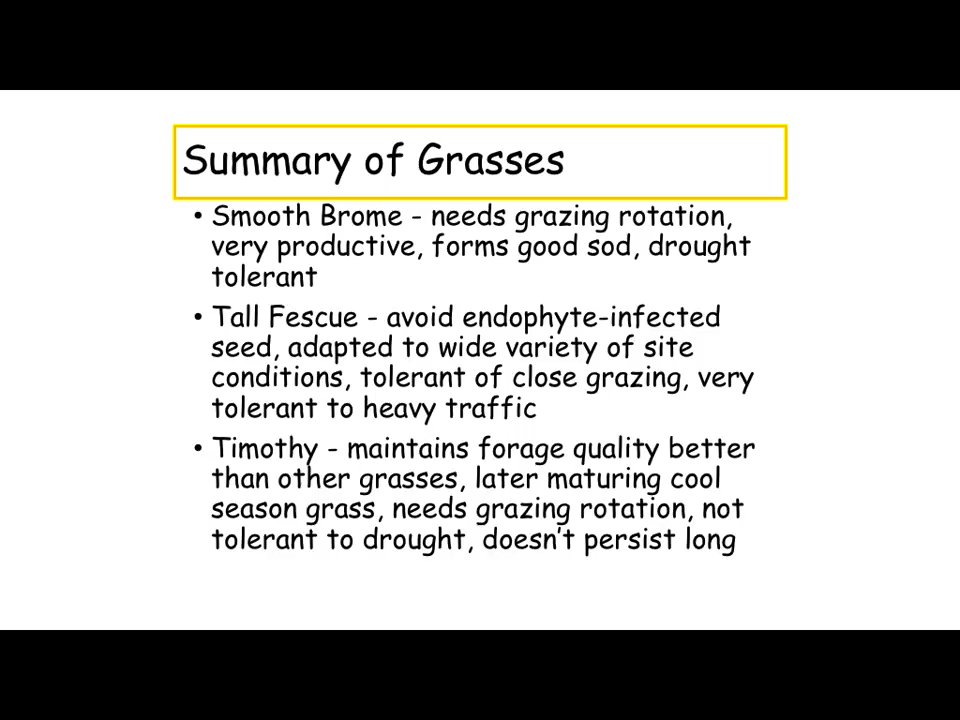 Summary of Grasses
• Smooth Brome - needs grazing rotation,
very productive, forms good sod, drought
tolerant
• Tall Fescue - avoid endophyte-infected
seed, adapted to wide variety of site
conditions, tolerant of close grazing, very
tolerant to heavy traffic
• Timothy - maintains forage quality better
than other grasses, later maturing cool
season grass, needs grazing rotation, not
tolerant to drought, doesn't persist long